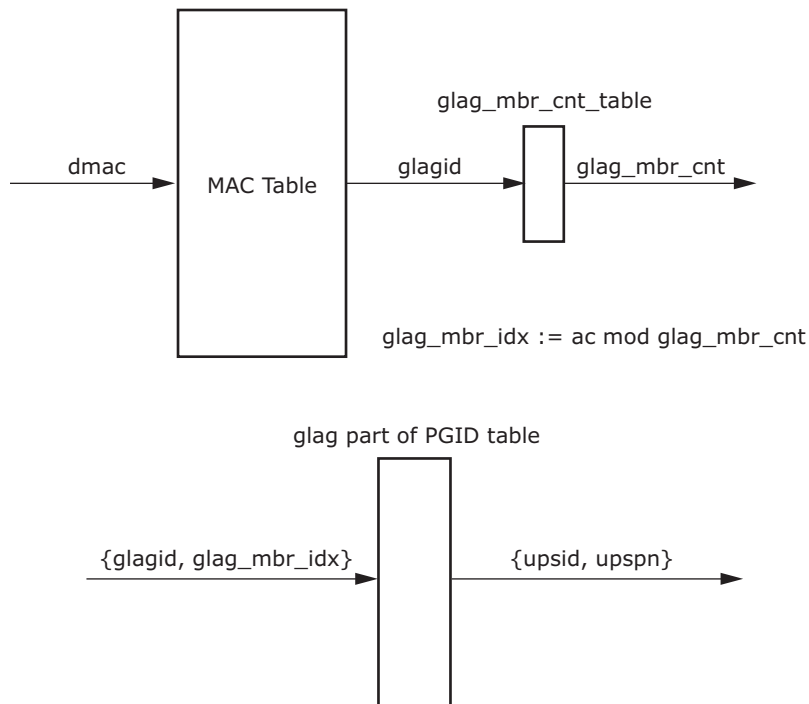 glag_mbr_cnt_table
dmac
MAC Table
glagid
glag_mbr_cnt
glag_mbr_idx := ac mod glag_mbr_cnt
glag part of PGID table
{glagid, glag_mbr_idx}
{upsid, upspn}